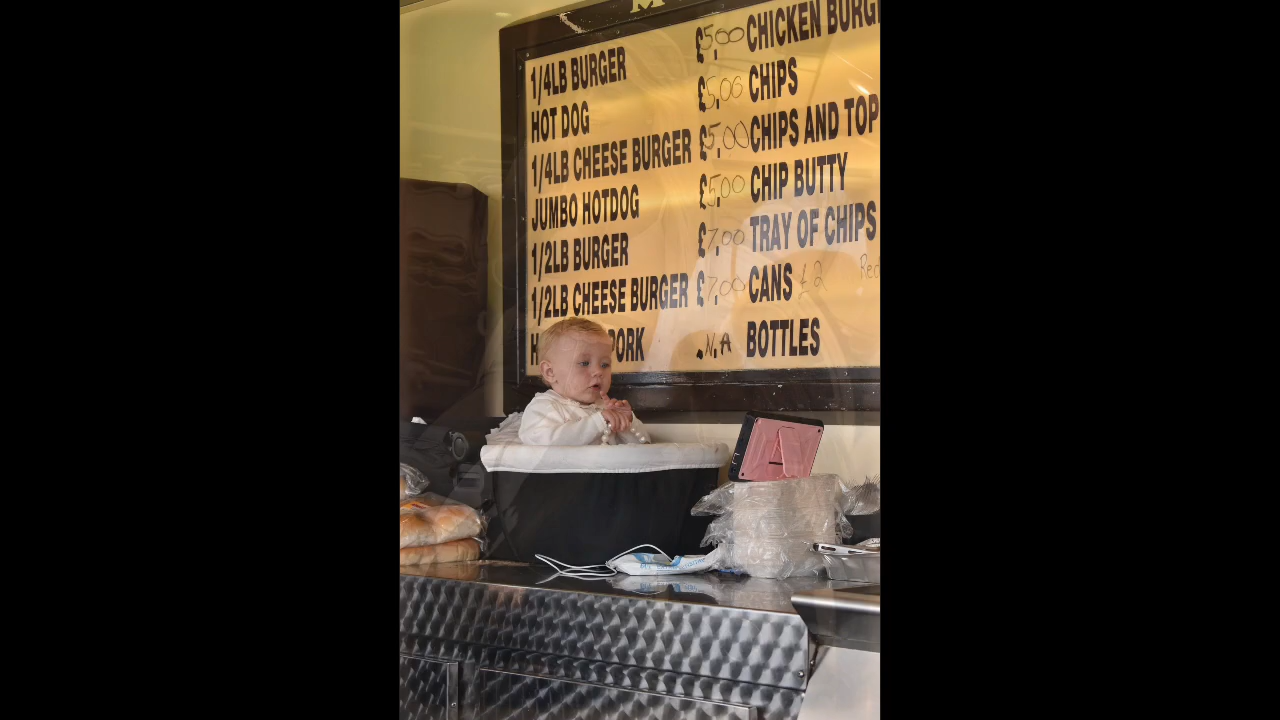 M
1/4LB BURGER £5.00 CHICKEN BURG
HOT DOG £5.00 CHIPS
1/4LB CHEESE BURGER £5.00 CHIPS AND TOP
JUMBO HOTDOG £5.00 CHIP BUTTY
1/2LB BURGER £7.00 TRAY OF CHIPS
1/2LB CHEESE BURGER £7.00 CANS £2 Red
H PORK .N.A BOTTLES